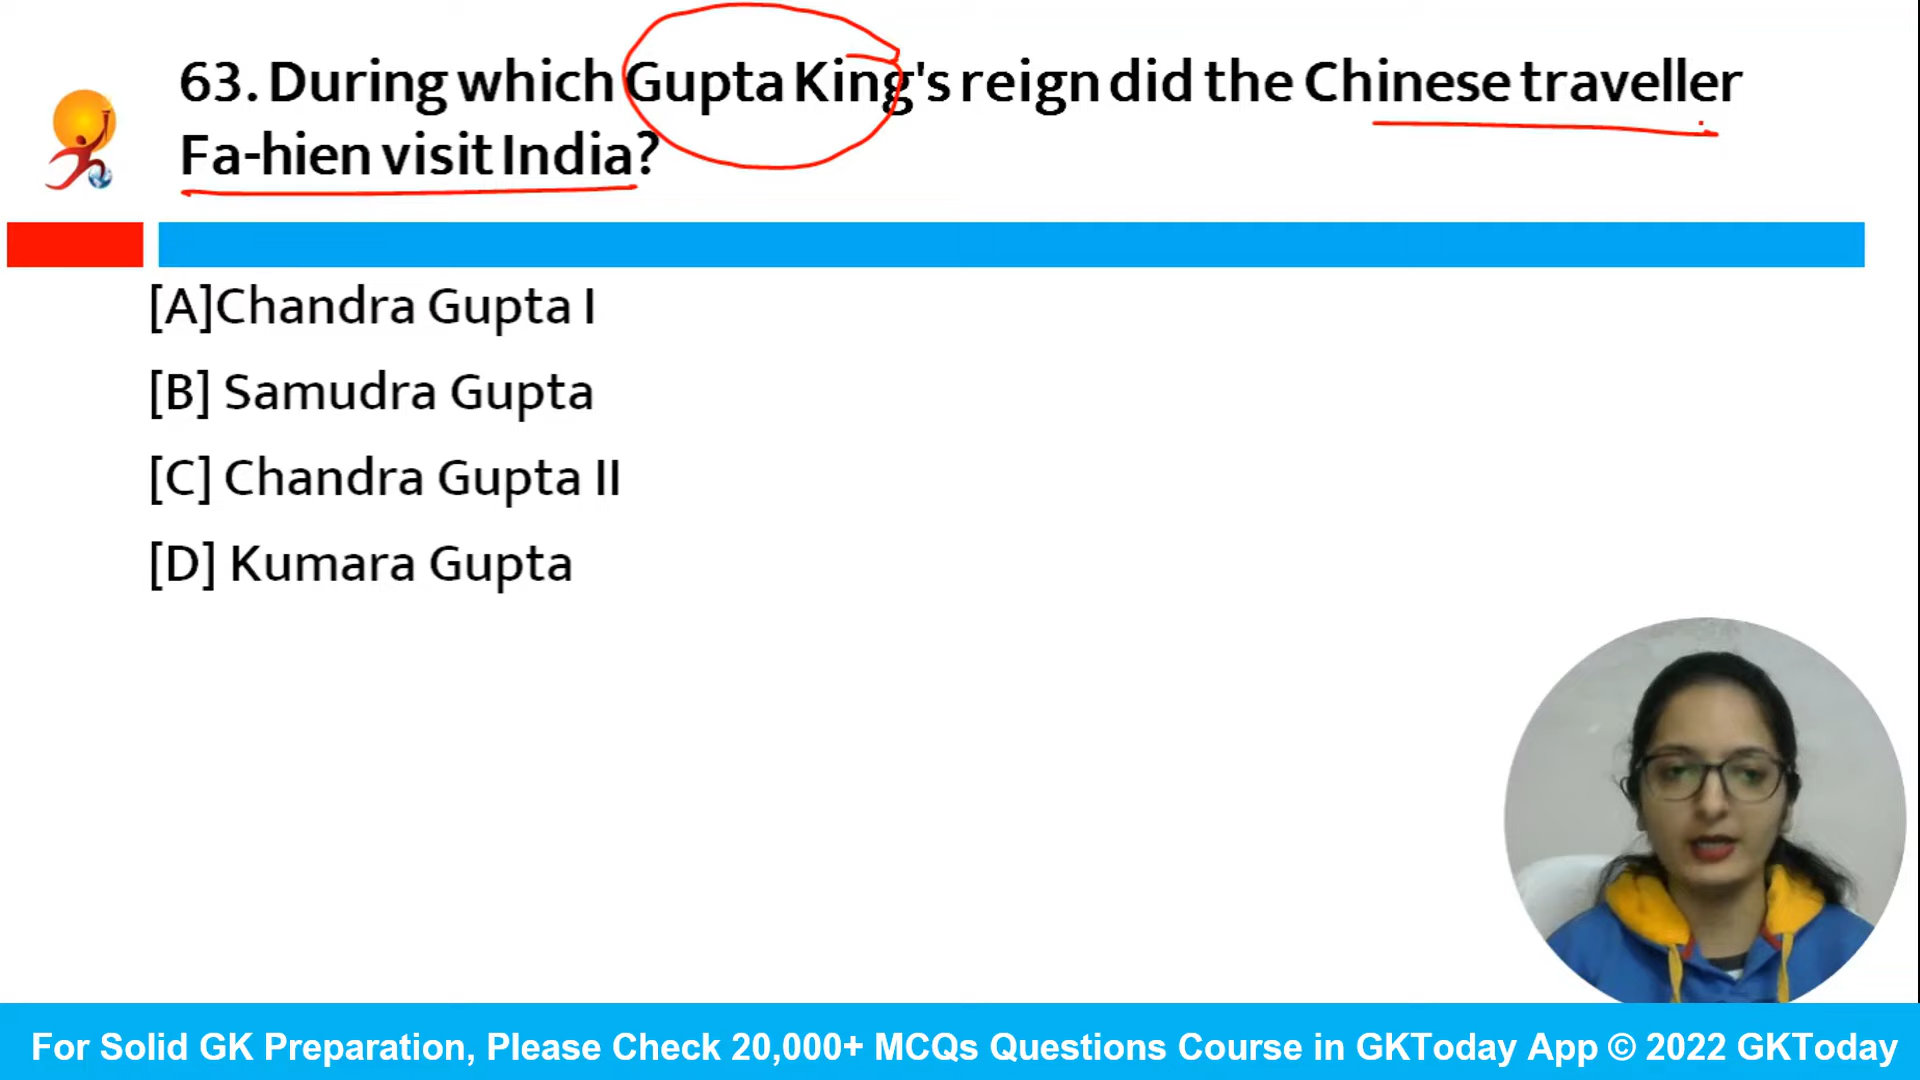 63. During which Gupta King's reign did the Chinese traveller
Fa-hien visit India?
[A]Chandra Gupta I
[B] Samudra Gupta
[C] Chandra Gupta II
[D] Kumara Gupta
For Solid GK Preparation, Please Check 20,000+ MCQs Questions Course in GKToday App © 2022 GKToday